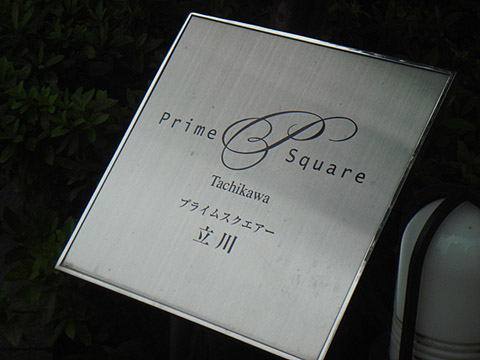 Prime
P
Square
Tachikawa
プライムスクエアー
立川